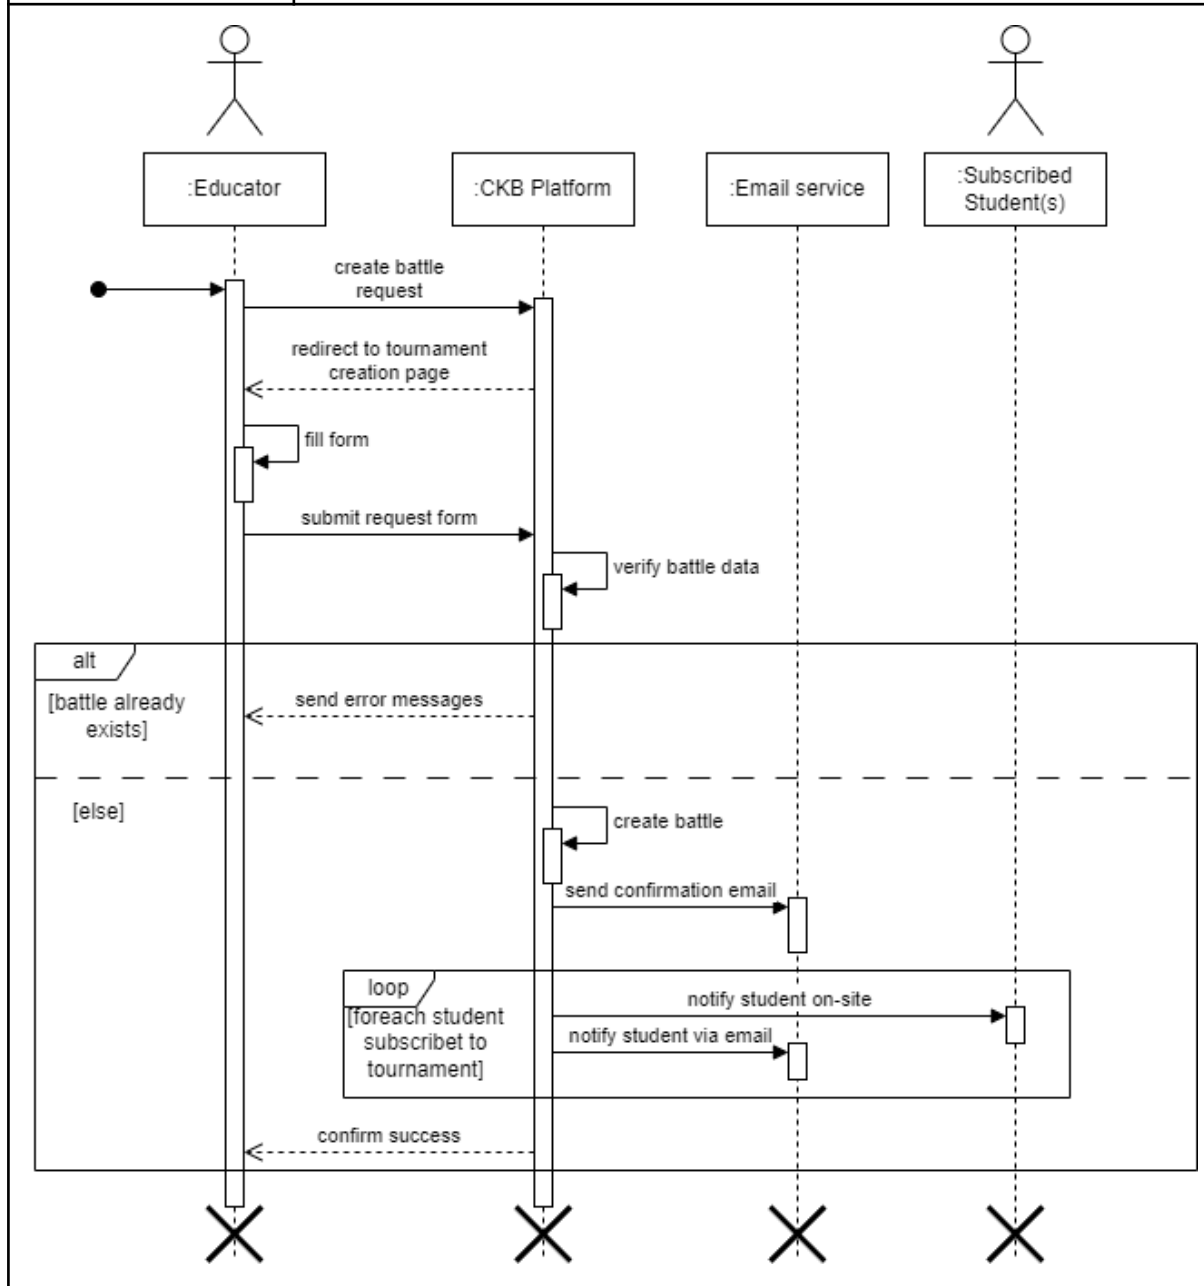 :Educator
:CKB Platform
:Email service
:Subscribed
Student(s)
create battle
request
redirect to tournament
creation page
fill form
submit request form
verify battle data
alt
[battle already
exists]
send error messages
[else]
create battle
send confirmation email
loop
[foreach student
subscribet to
tournament]
notify student on-site
notify student via email
confirm success